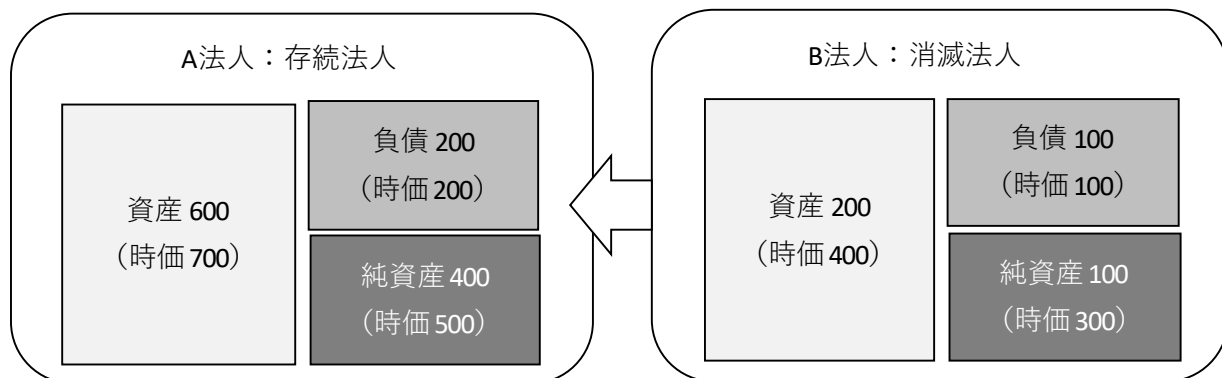 A法人：存続法人
資産 600
（時価 700）
負債 200
（時価 200）
純資産 400
（時価 500）
B法人：消滅法人
資産 200
（時価 400）
負債 100
（時価 100）
純資産 100
（時価 300）